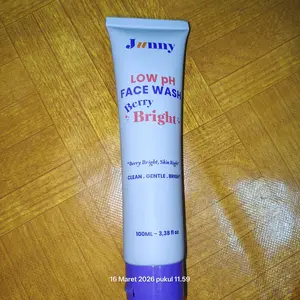 Junny
LOW pH
FACE WASH
Berry
Bright
"Berry Bright, Skin Right"
CLEAN . GENTLE . BRIGHT
100ML - 3,38 fl oz
16 Maret 2026 pukul 11.59